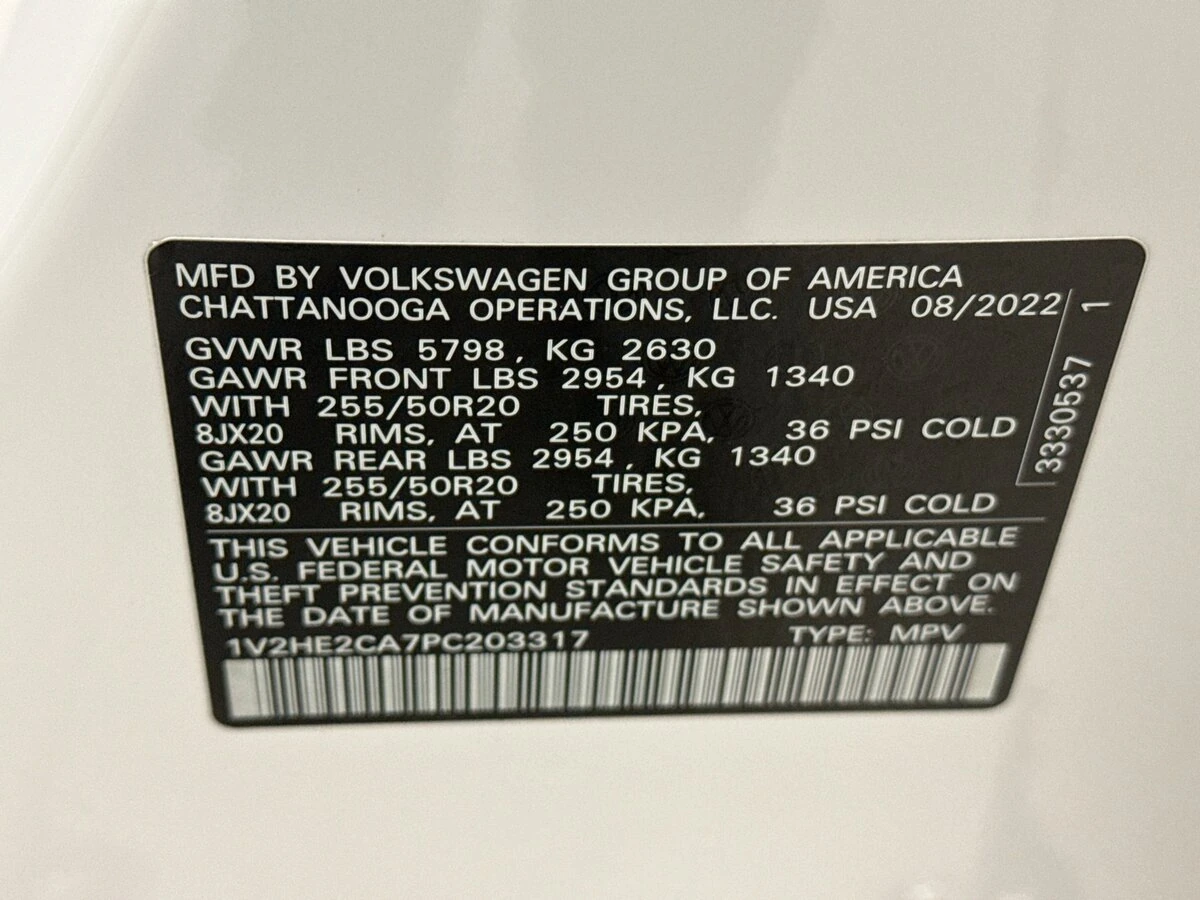 MFD BY VOLKSWAGEN GROUP OF AMERICA
CHATTANOOGA OPERATIONS, LLC. USA 08/2022
GVWR LBS 5798, KG 2630
GAWR FRONT LBS 2954, KG 1340
WITH 255/50R20 TIRES,
8JX20 RIMS, AT 250 KPA, 36 PSI COLD
GAWR REAR LBS 2954, KG 1340
WITH 255/50R20 TIRES,
8JX20 RIMS, AT 250 KPA, 36 PSI COLD
3330537 1
THIS VEHICLE CONFORMS TO ALL APPLICABLE
U.S. FEDERAL MOTOR VEHICLE SAFETY AND
THEFT PREVENTION STANDARDS IN EFFECT ON
THE DATE OF MANUFACTURE SHOWN ABOVE.
1V2HE2CA7PC203317 TYPE: MPV